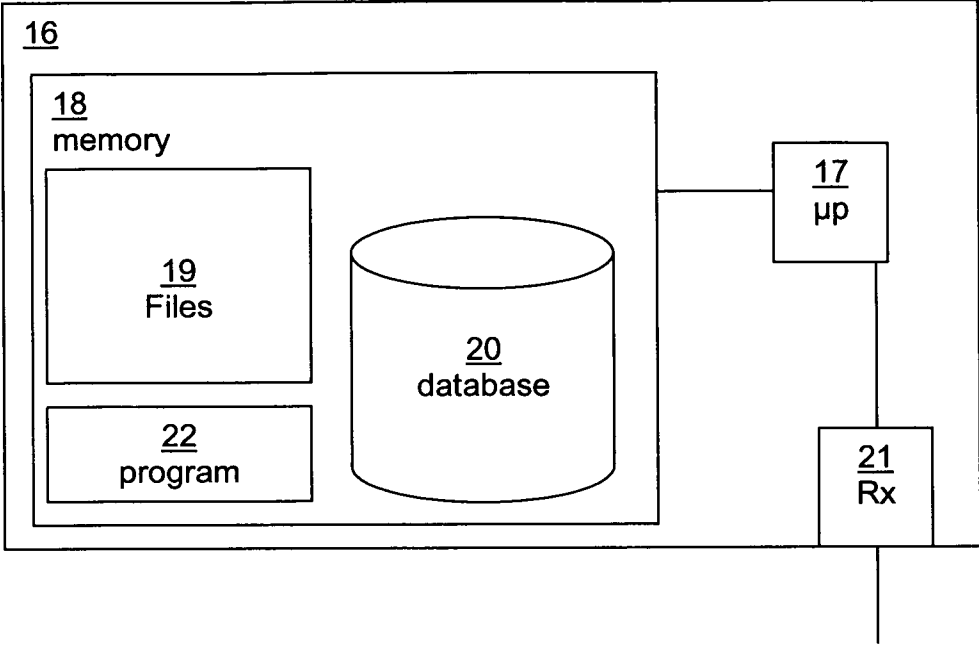 16
18
memory
19
Files
22
program
20
database
17
µp
21
Rx